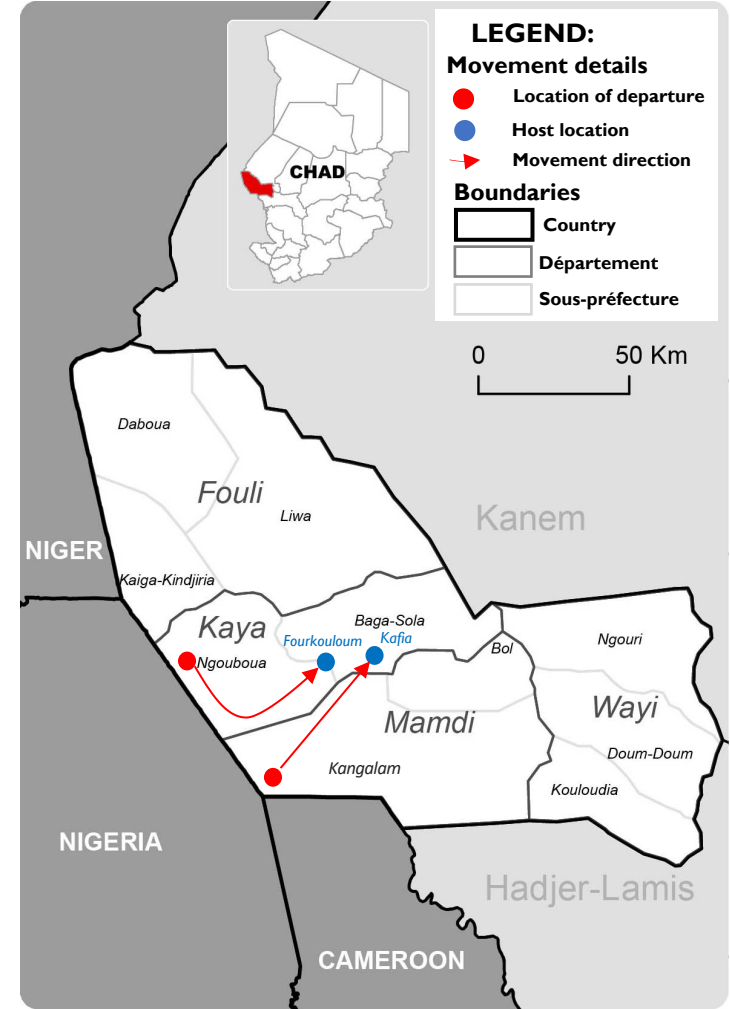 LEGEND:
Movement details
Location of departure
Host location
Movement direction
Boundaries
Country
Département
Sous-préfecture
CHAD
0 50 Km
Daboua
Fouli
Liwa
Kanem
NIGER
Kaiga-Kindjiria
Kaya
Baga-Sola
Fourkouloum
Kafia
Ngouri
Bol
Ngouboua
Wayi
Mamdi
Doum-Doum
Kangalam
Kouloudia
NIGERIA
Hadjer-Lamis
CAMEROON